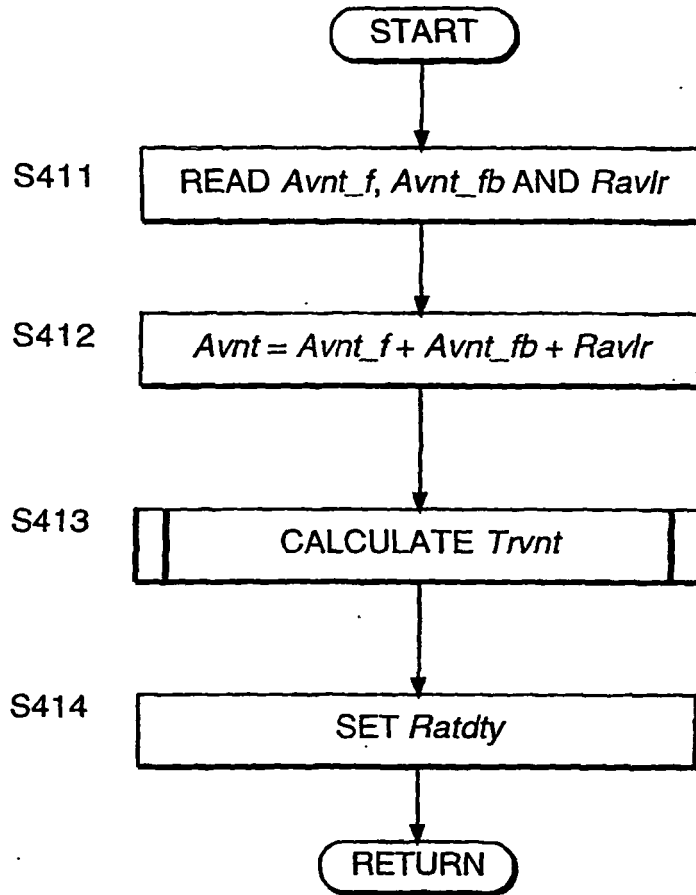 START
S411 READ Avnt_f, Avnt_fb AND Ravlr
S412 Avnt = Avnt_f + Avnt_fb + Ravlr
S413 CALCULATE Trvnt
S414 SET Ratdty
RETURN